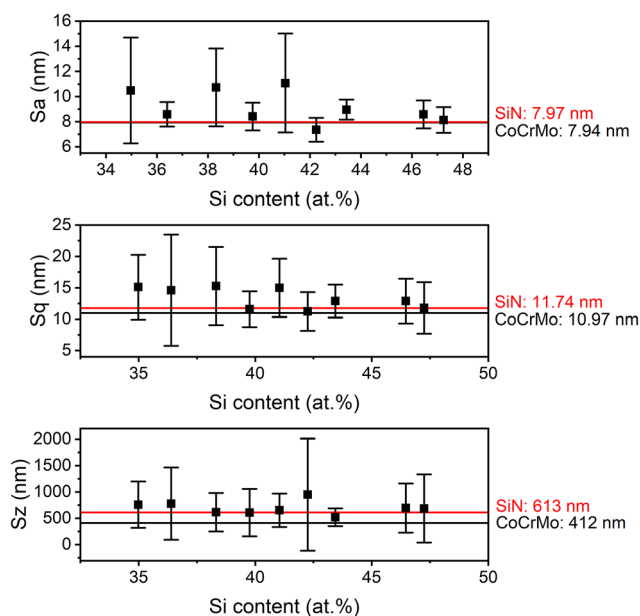 16
14
12
10
8
6
Sa (nm)
34 36 38 40 42 44 46 48
Si content (at.%)
SiN: 7.97 nm
CoCrMo: 7.94 nm
25
20
15
10
5
Sq (nm)
35 40 45 50
Si content (at.%)
SiN: 11.74 nm
CoCrMo: 10.97 nm
2000
1500
1000
500
0
Sz (nm)
35 40 45 50
Si content (at.%)
SiN: 613 nm
CoCrMo: 412 nm